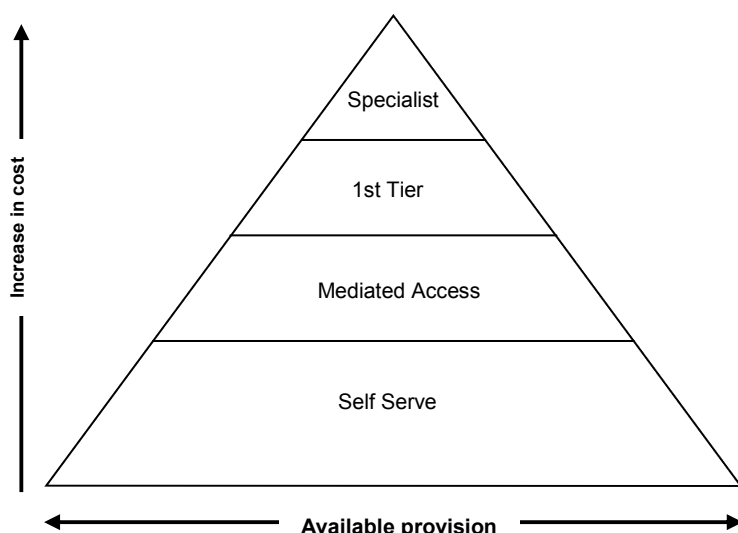 Specialist
1st Tier
Mediated Access
Self Serve
Increase in cost
Available provision